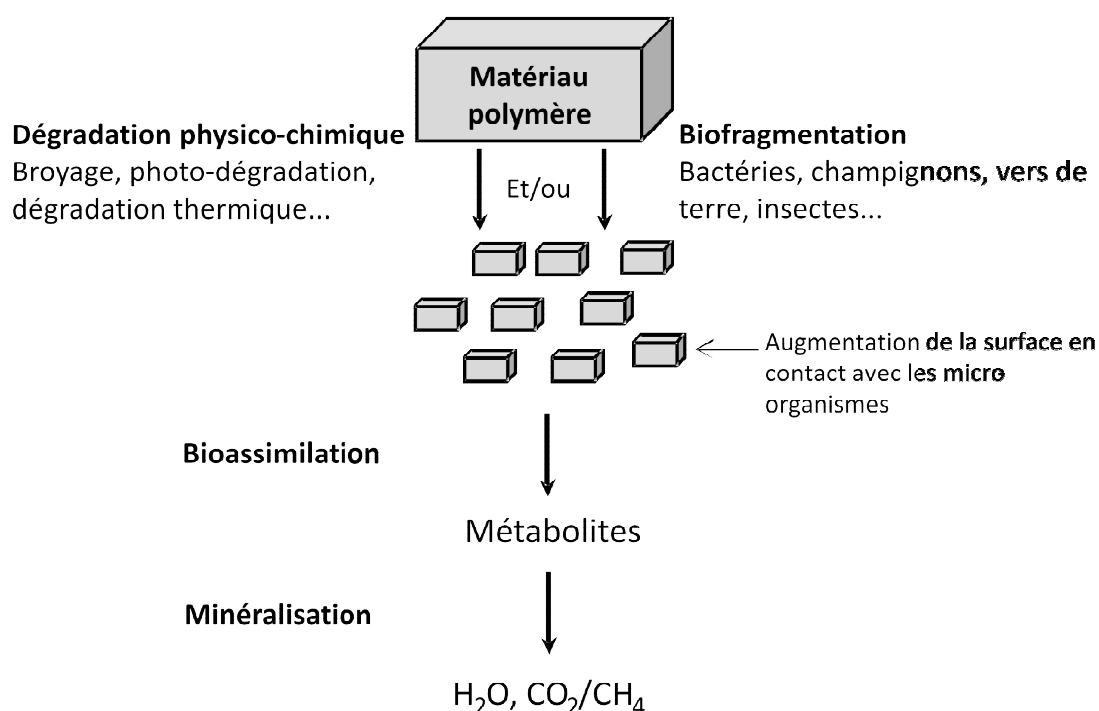 Matériau
polymère
Dégradation physico-chimique
Broyage, photo-dégradation,
dégradation thermique...
Et/ou
Biofragmentation
Bactéries, champignons, vers de
terre, insectes...
Augmentation de la surface en
contact avec les micro
organismes
Bioassimilation
Métabolites
Minéralisation
H₂O, CO₂/CH₄